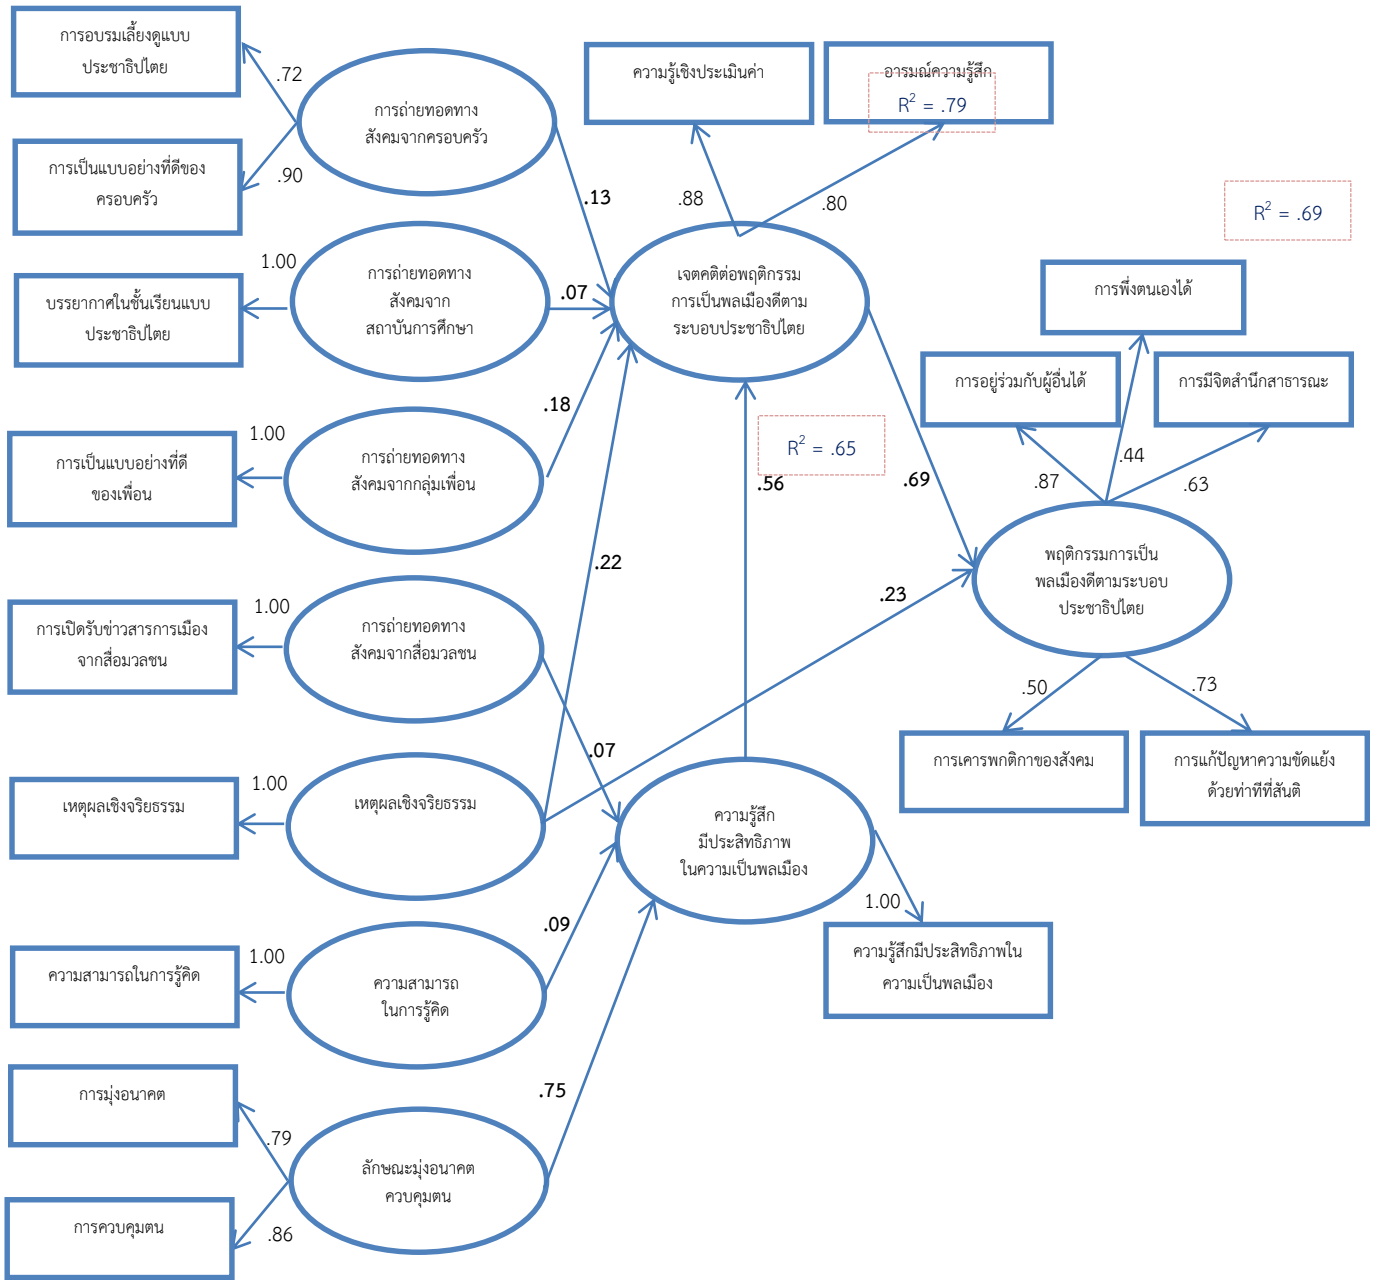 การอบรมเลี้ยงดูแบบ
ประชาธิปไตย
.72
การเป็นแบบอย่างที่ดีของ
ครอบครัว
.90
การถ่ายทอดทาง
สังคมจากครอบครัว
.13
ความรู้เชิงประเมินค่า
.88
อารมณ์ความรู้สึก
R² = .79
.80
R² = .69
บรรยากาศในชั้นเรียนแบบ
ประชาธิปไตย
1.00
การถ่ายทอดทาง
สังคมจาก
สถาบันการศึกษา
.07
เจตคติต่อพฤติกรรม
การเป็นพลเมืองดีตาม
ระบอบประชาธิปไตย
การพึ่งตนเองได้
การอยู่ร่วมกับผู้อื่นได้
การมีจิตสำนึกสาธารณะ
.87
.44
.63
การเป็นแบบอย่างที่ดี
ของเพื่อน
1.00
การถ่ายทอดทาง
สังคมจากกลุ่มเพื่อน
.18
R² = .65
.56
.69
.22
.23
พฤติกรรมการเป็น
พลเมืองดีตามระบอบ
ประชาธิปไตย
.50
.73
การเคารพกติกาของสังคม
การแก้ปัญหาความขัดแย้ง
ด้วยท่าทีที่สันติ
การเปิดรับข่าวสารการเมือง
จากสื่อมวลชน
1.00
การถ่ายทอดทาง
สังคมจากสื่อมวลชน
.07
เหตุผลเชิงจริยธรรม
1.00
เหตุผลเชิงจริยธรรม
ความรู้สึก
มีประสิทธิภาพ
ในความเป็นพลเมือง
1.00
ความรู้สึกมีประสิทธิภาพใน
ความเป็นพลเมือง
ความสามารถในการรู้คิด
1.00
ความสามารถ
ในการรู้คิด
.09
การมุ่งอนาคต
.79
ลักษณะมุ่งอนาคต
ควบคุมตน
.75
การควบคุมตน
.86